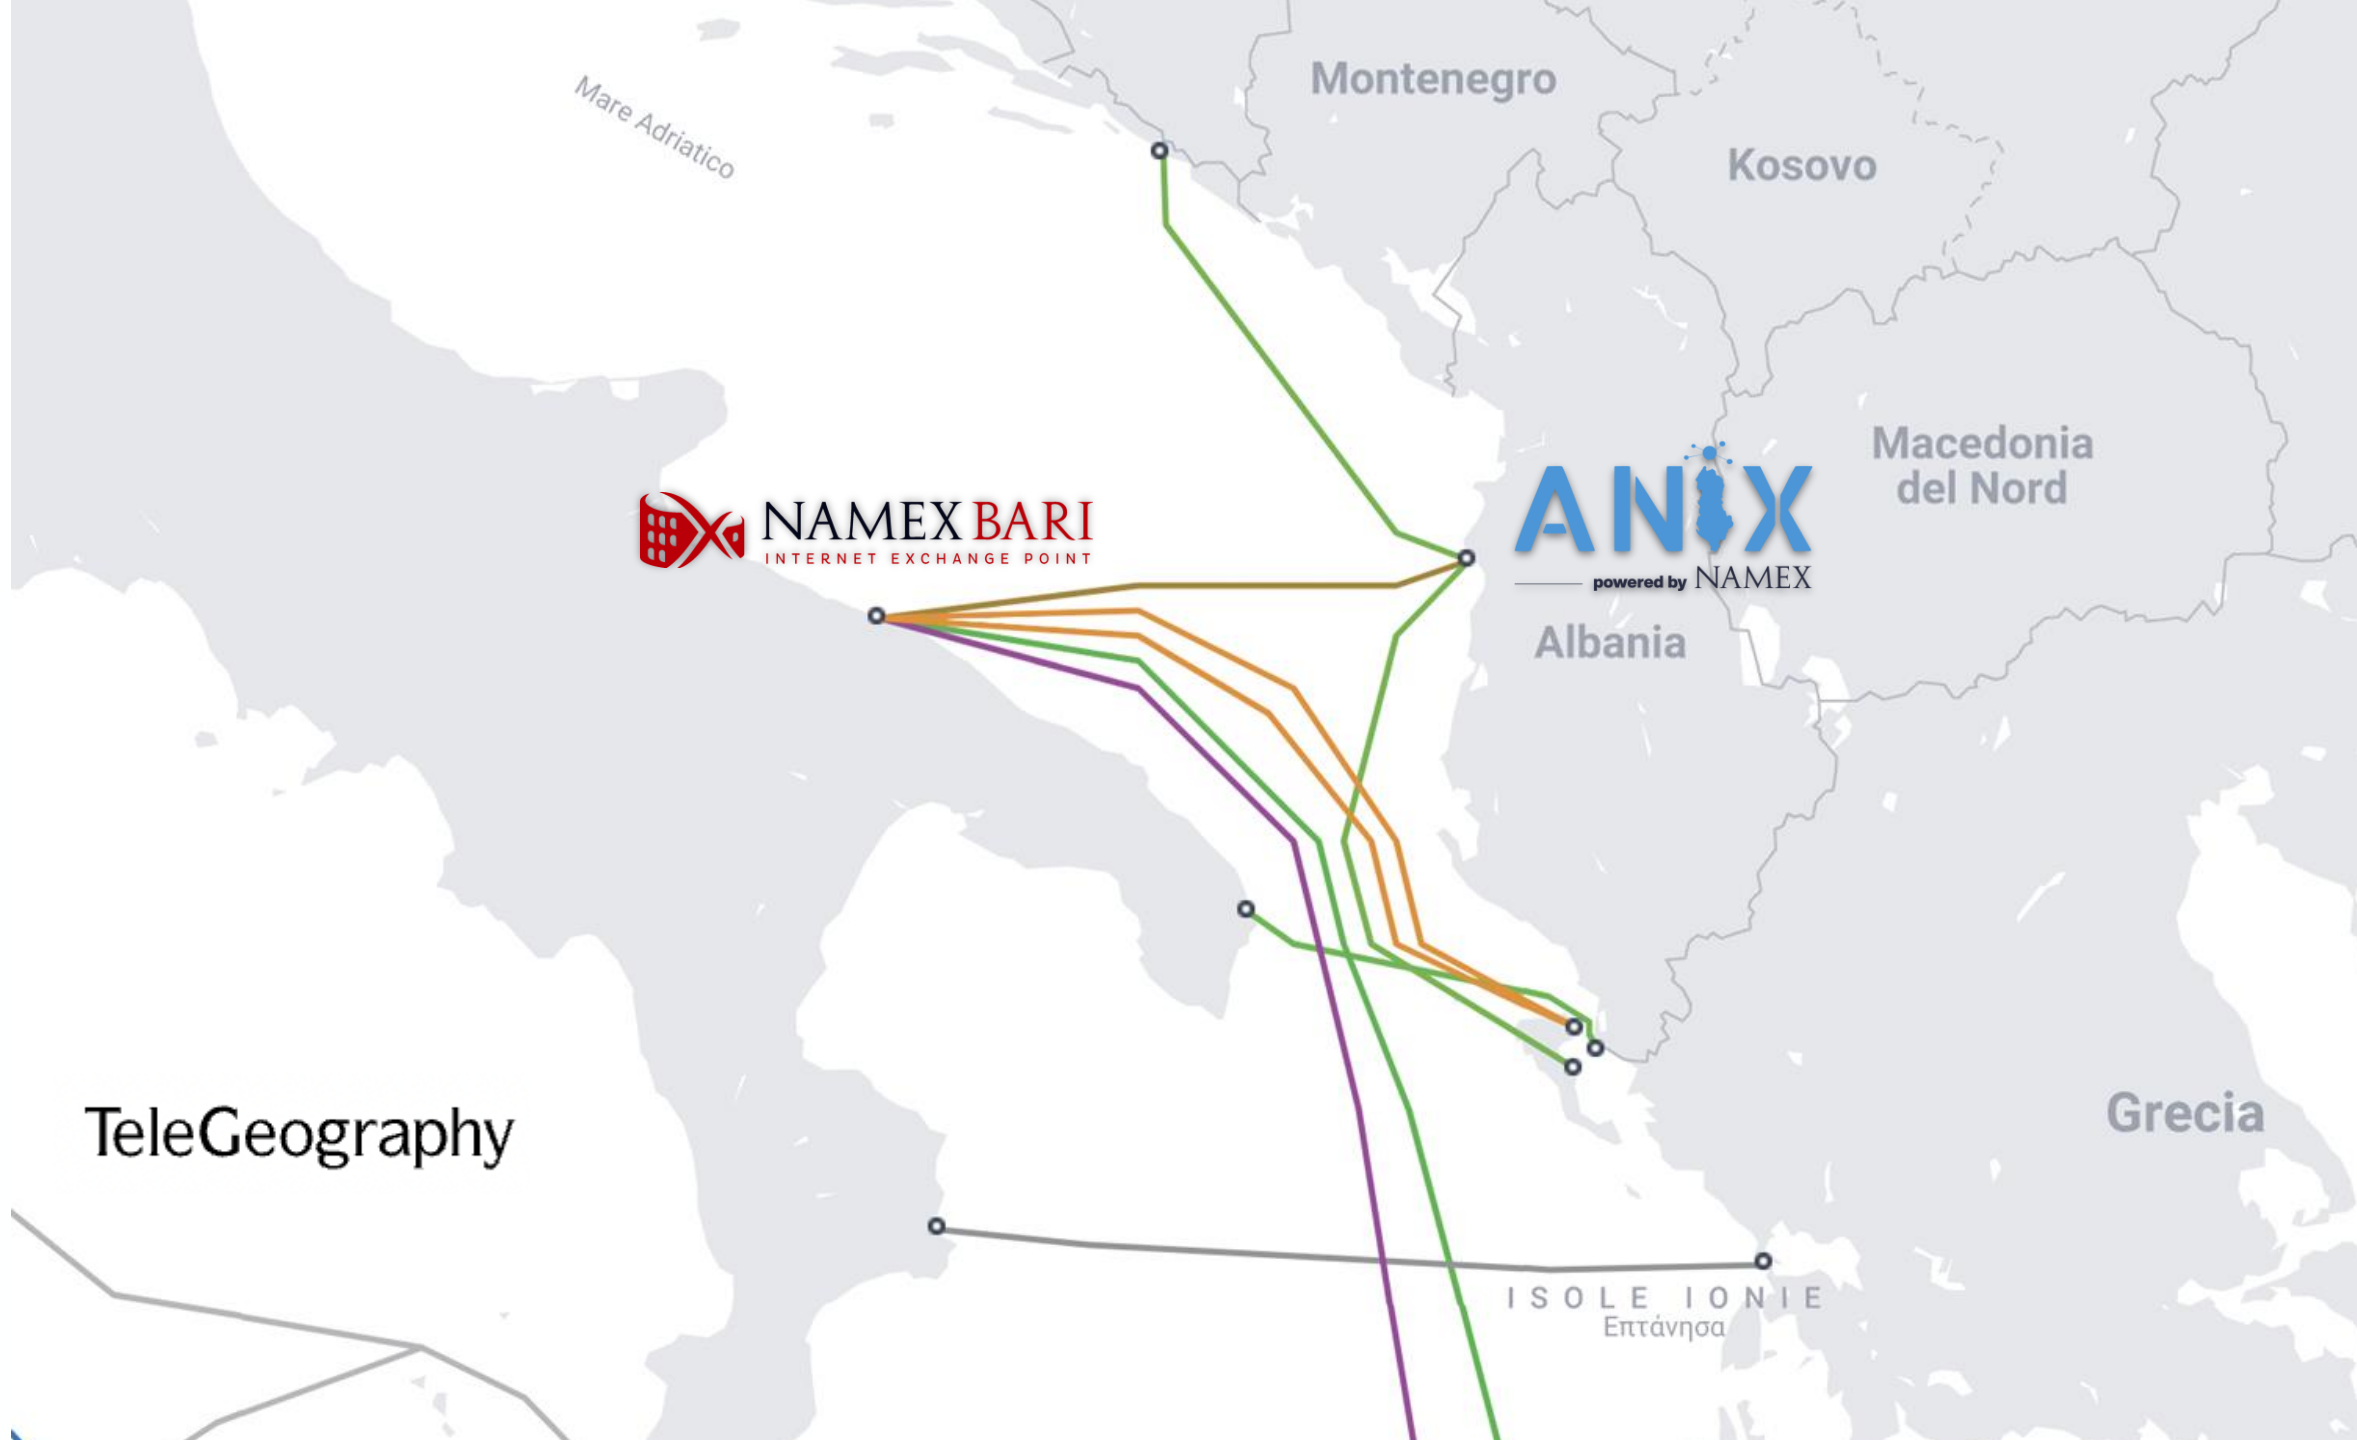 Montenegro
Mare Adriatico
Kosovo
Macedonia
del Nord
NAMEX BARI
INTERNET EXCHANGE POINT
ANIX
powered by NAMEX
Albania
TeleGeography
Grecia
ISOLE IONIE
Επτάνησα